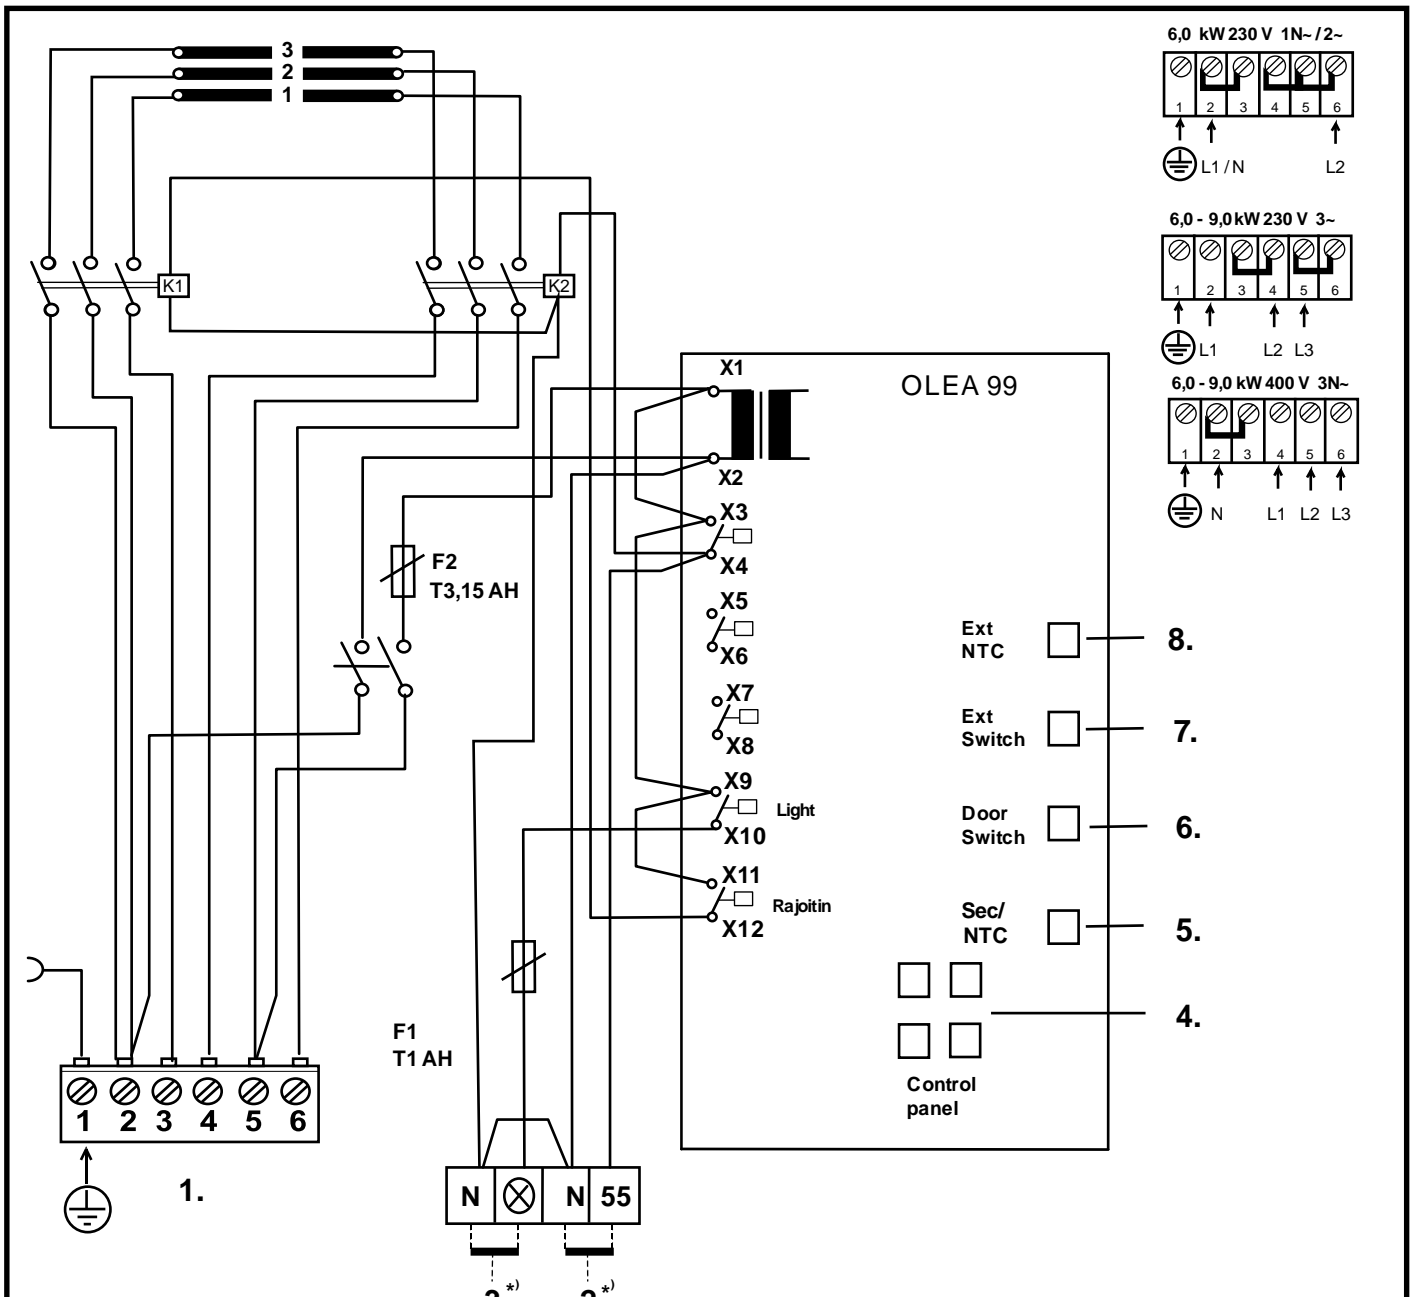 3
2
1
K1
K2
6,0 kW 230 V 1N~ / 2~
1 2 3 4 5 6
L1 / N L2
6,0 - 9,0 kW 230 V 3~
1 2 3 4 5 6
L1 L2 L3
6,0 - 9,0 kW 400 V 3N~
1 2 3 4 5 6
N L1 L2 L3
OLEA 99
X1
X2
X3
X4
X5
X6
X7
X8
X9
Light
X10
X11
Rajoitin
X12
F2
T3,15 AH
Ext
NTC
8.
Ext
Switch
7.
Door
Switch
6.
Sec/
NTC
5.
4.
Control
panel
F1
T1 AH
1 2 3 4 5 6
1.
N N 55
*) *)